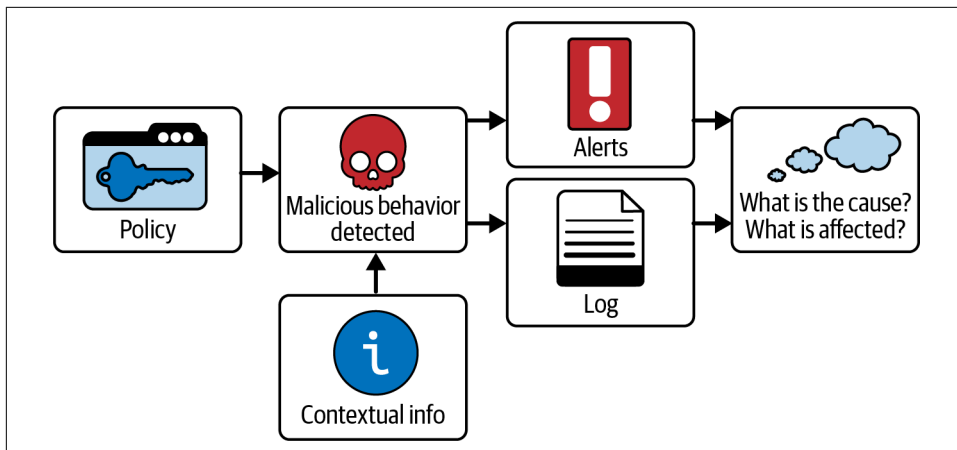 Policy
Malicious behavior
detected
Contextual info
Alerts
Log
What is the cause?
What is affected?